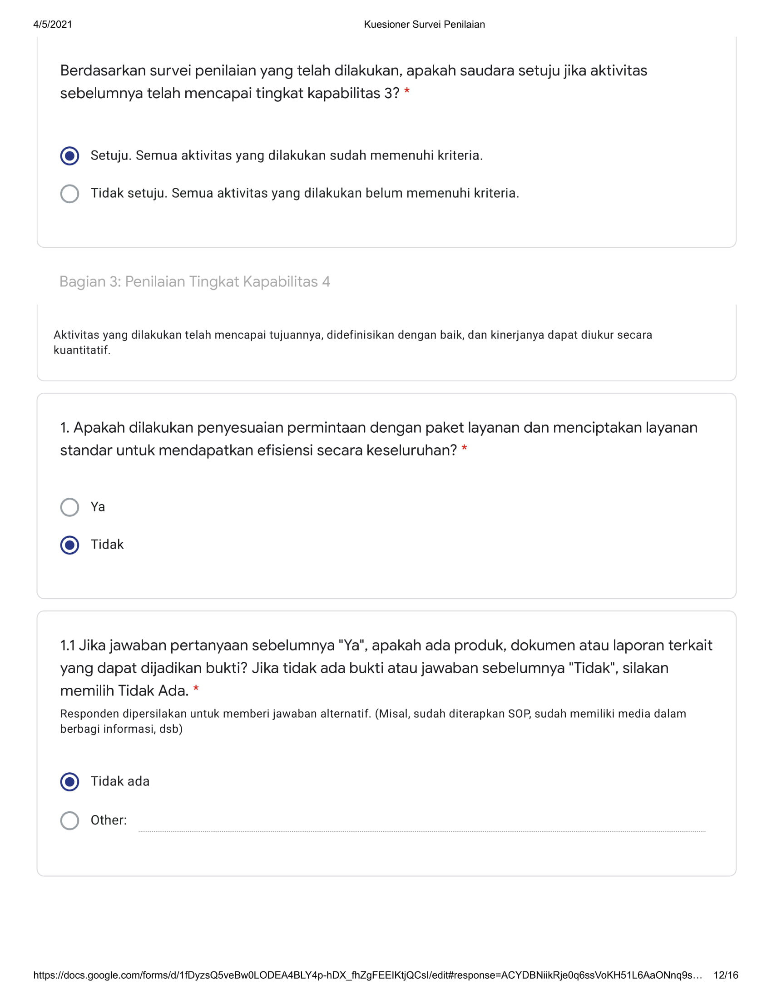 4/5/2021 Kuesioner Survei Penilaian
Berdasarkan survei penilaian yang telah dilakukan, apakah saudara setuju jika aktivitas
sebelumnya telah mencapai tingkat kapabilitas 3? *
Setuju. Semua aktivitas yang dilakukan sudah memenuhi kriteria.
Tidak setuju. Semua aktivitas yang dilakukan belum memenuhi kriteria.
Bagian 3: Penilaian Tingkat Kapabilitas 4
Aktivitas yang dilakukan telah mencapai tujuannya, didefinisikan dengan baik, dan kinerjanya dapat diukur secara
kuantitatif.
1. Apakah dilakukan penyesuaian permintaan dengan paket layanan dan menciptakan layanan
standar untuk mendapatkan efisiensi secara keseluruhan? *
Ya
Tidak
1.1 Jika jawaban pertanyaan sebelumnya "Ya", apakah ada produk, dokumen atau laporan terkait
yang dapat dijadikan bukti? Jika tidak ada bukti atau jawaban sebelumnya "Tidak", silakan
memilih Tidak Ada. *
Responden dipersilakan untuk memberi jawaban alternatif. (Misal, sudah diterapkan SOP, sudah memiliki media dalam
berbagi informasi, dsb)
Tidak ada
Other:
https://docs.google.com/forms/d/1fDyzsQ5veBw0LODEA4BLY4p-hDX_fhZgFEEIKtjQCsI/edit#response=ACYDBNiikRje0q6ssVoKH51L6AaONnq9s… 12/16